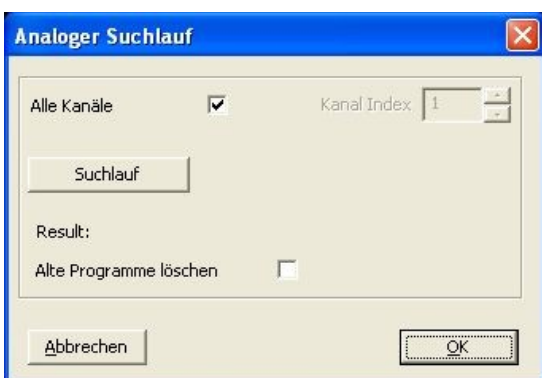 Analoger Suchlauf
Alle Kanäle Kanal Index 1
Suchlauf
Result:
Alte Programme löschen
Abbrechen OK